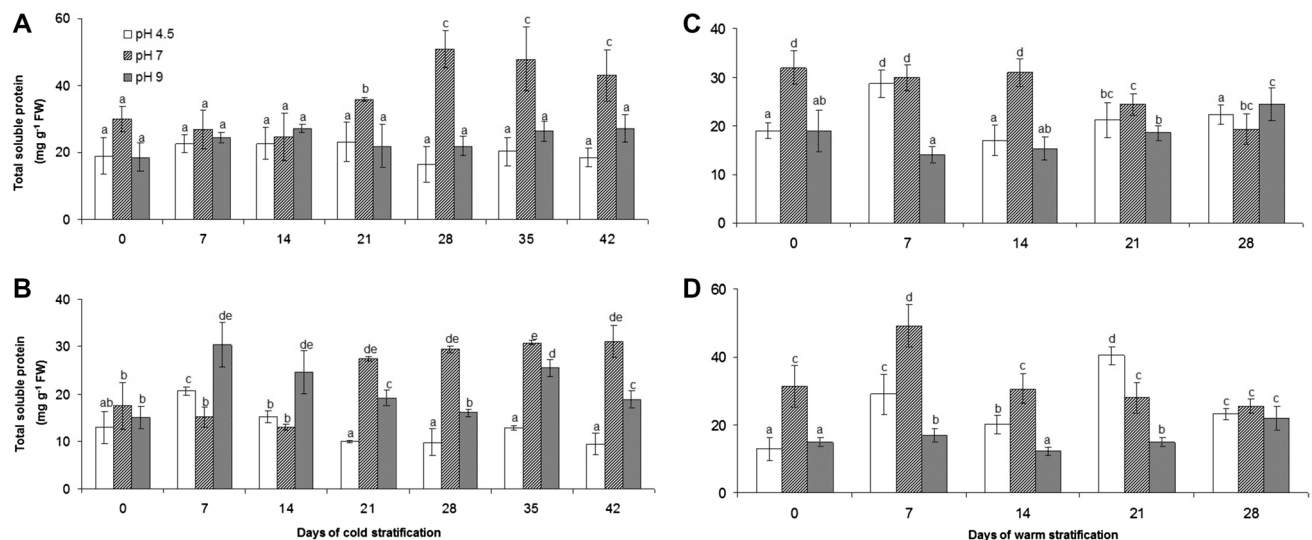 A
Total soluble protein
(mg g⁻¹ FW)
60
40
20
0
pH 4.5
pH 7
pH 9
a a a
a a a
a a a
a b a
a c a
a c a
a c a
0 7 14 21 28 35 42
B
Total soluble protein
(mg g⁻¹ FW)
40
30
20
10
0
ab b b
c b de
b b de
a de c
a de b
a e d
a de c
0 7 14 21 28 35 42
Days of cold stratification
C
40
30
20
10
0
a d ab
d d a
a d ab
bc c b
a bc c
0 7 14 21 28
D
60
40
20
0
a c a
c d b
b c a
d c b
c c c
0 7 14 21 28
Days of warm stratification